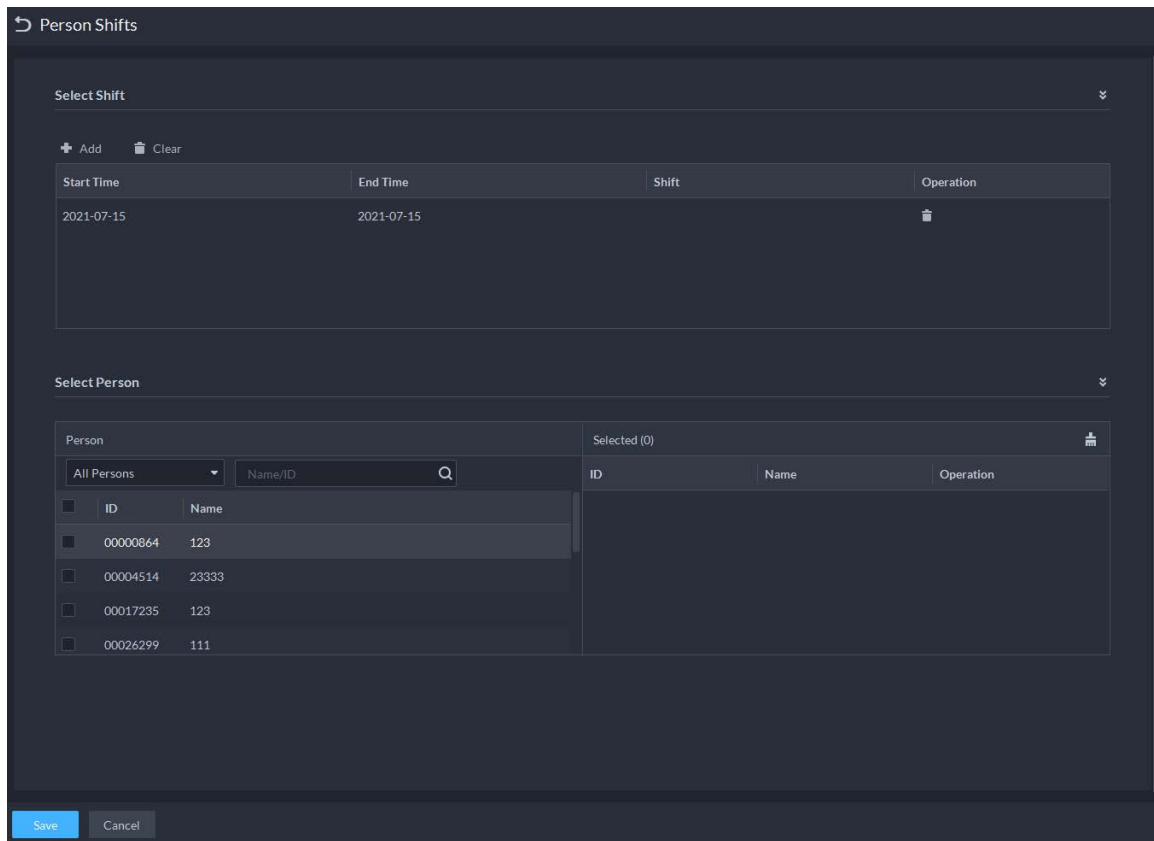 Person Shifts
Select Shift
Add Clear
Start Time End Time Shift Operation
2021-07-15 2021-07-15
Select Person
Person Selected (0)
All Persons Name/ID ID Name Operation
ID Name
00000864 123
00004514 23333
00017235 123
00026299 111
Save Cancel